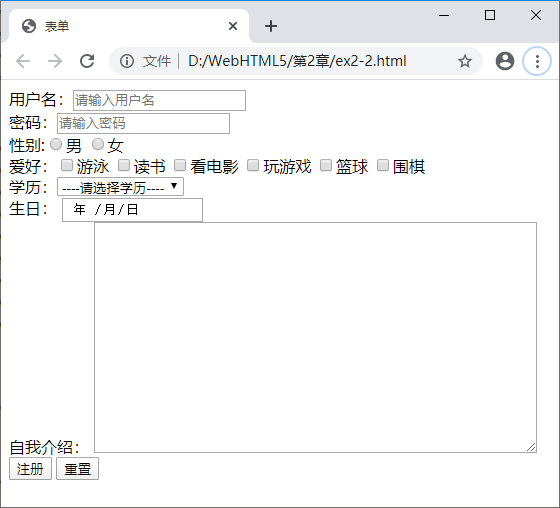 表单
文件 D:/WebHTML5/第2章/ex2-2.html
用户名：请输入用户名
密码：请输入密码
性别: 男 女
爱好： 游泳 读书 看电影 玩游戏 篮球 围棋
学历：----请选择学历----
生日： 年 /月/日
自我介绍：
注册 重置